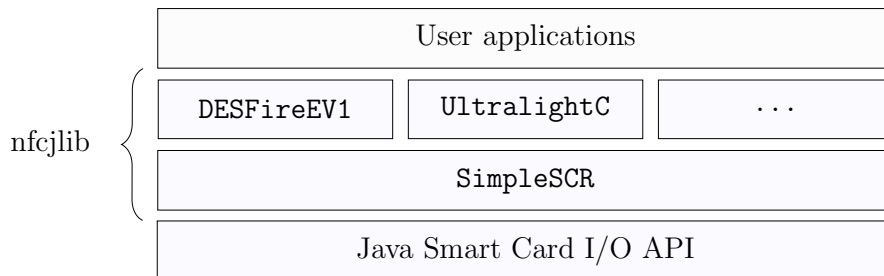 User applications
DESFireEV1 UltralightC ...
nfcjlib
SimpleSCR
Java Smart Card I/O API